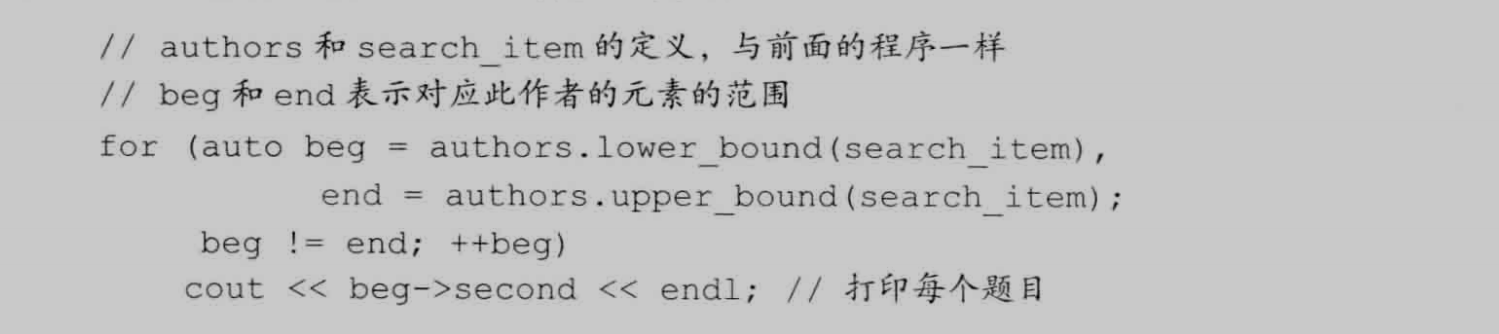 // authors 和 search_item 的定义，与前面的程序一样
// beg 和 end 表示对应此作者的元素的范围
for (auto beg = authors.lower_bound(search_item),
end = authors.upper_bound(search_item);
beg != end; ++beg)
cout << beg->second << endl; // 打印每个题目